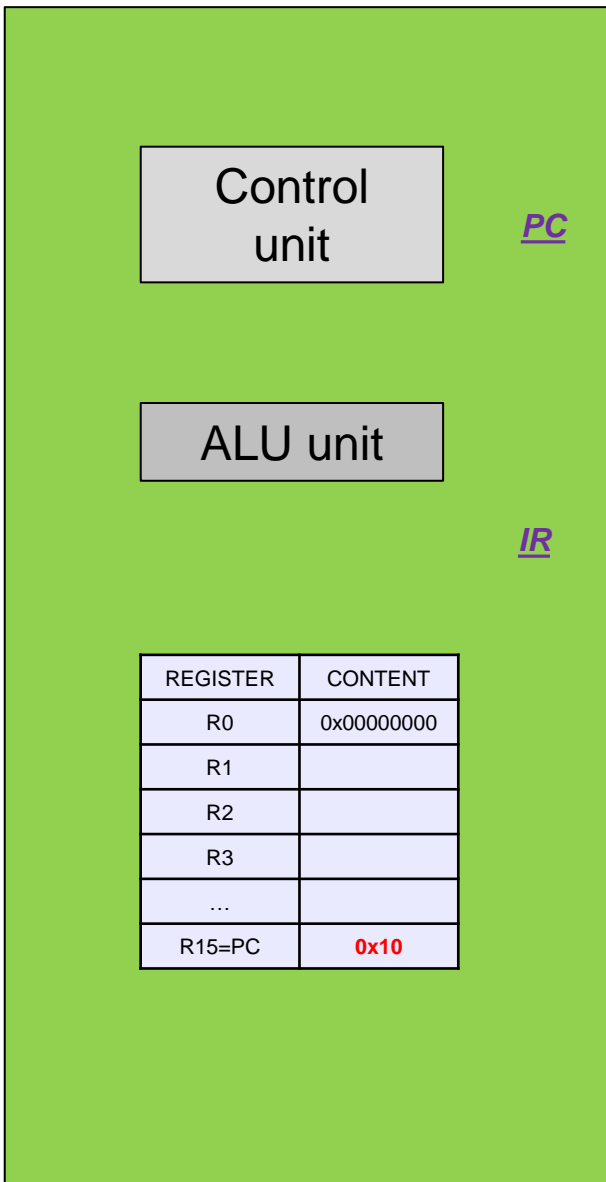 Control
unit
PC
ALU unit
IR
REGISTER CONTENT
R0 0x00000000
R1
R2
R3
…
R15=PC 0x10